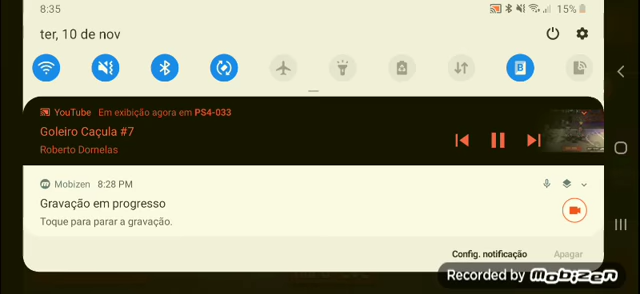 8:35
15%
ter, 10 de nov
YouTube Em exibição agora em PS4-033
Goleiro Caçula #7
Roberto Dornelas
Mobizen 8:28 PM
Gravação em progresso
Toque para parar a gravação.
Config. notificação Apagar
Recorded by Mobizen